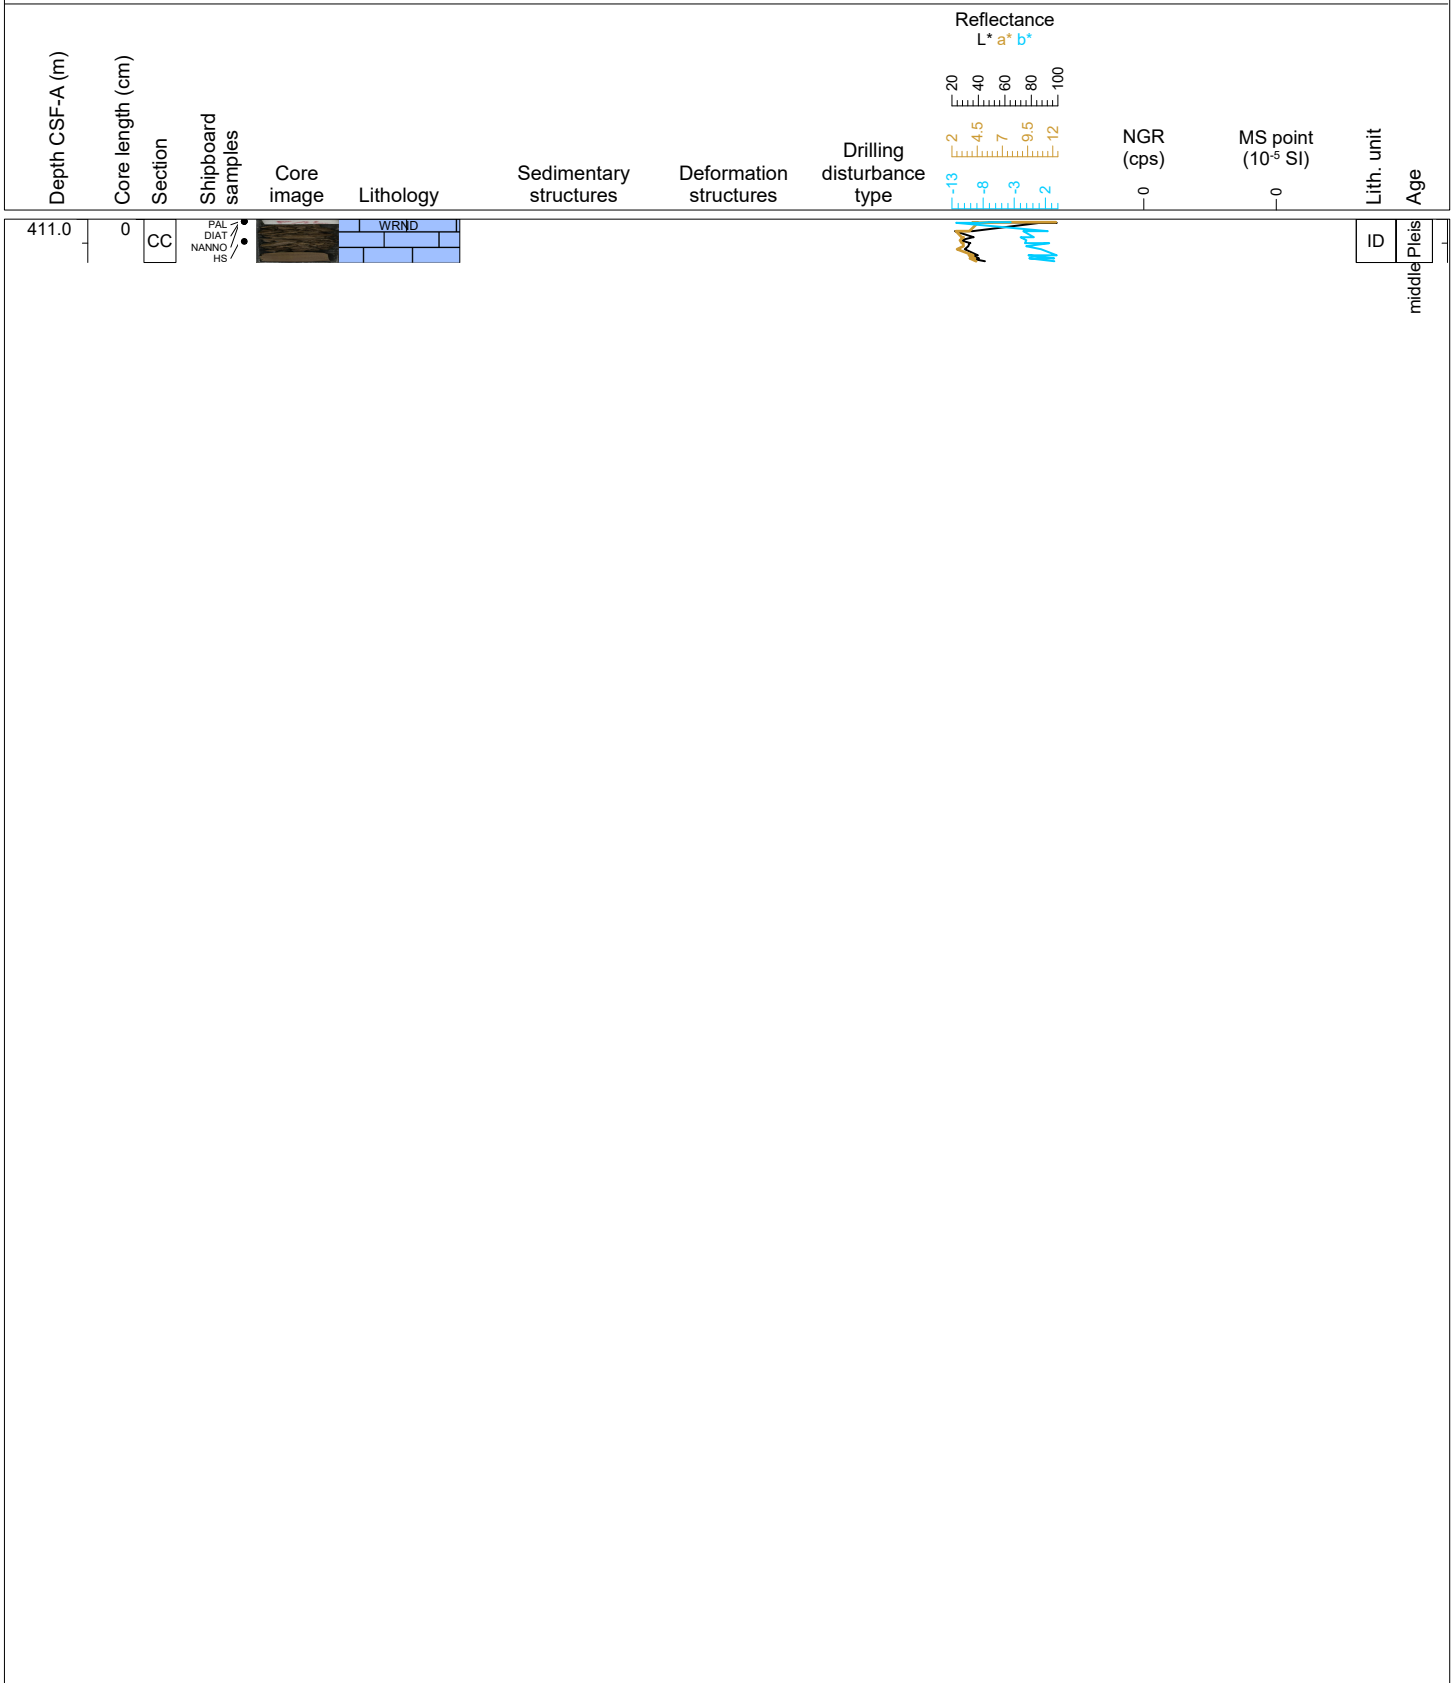 Depth CSF-A (m)
Core length (cm)
Section
Shipboard
samples
Core
image
Lithology
Sedimentary
structures
Deformation
structures
Drilling
disturbance
type
Reflectance
L* a* b*
20 40 60 80 100
2 4.5 7 9.5 12
-13 -8 -3 2
NGR
(cps)
0
MS point
(10-5 SI)
0
Lith. unit
Age
411.0
0
CC
PAL
DIAT
NANNO
HS
WRND
ID
middle Pleis